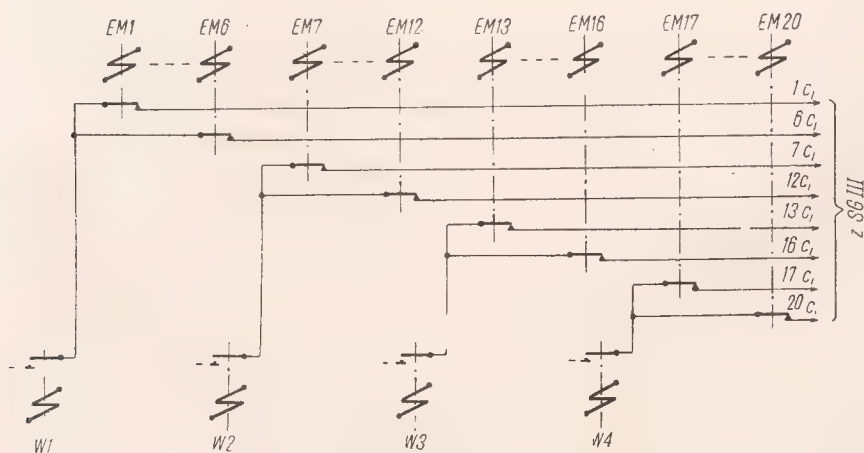 EM1 EM6 EM7 EM12 EM13 EM16 EM17 EM20
1 c₁
6 c₁
7 c₁
12 c₁
13 c₁
16 c₁
17 c₁
20 c₁
z SG III
W1 W2 W3 W4